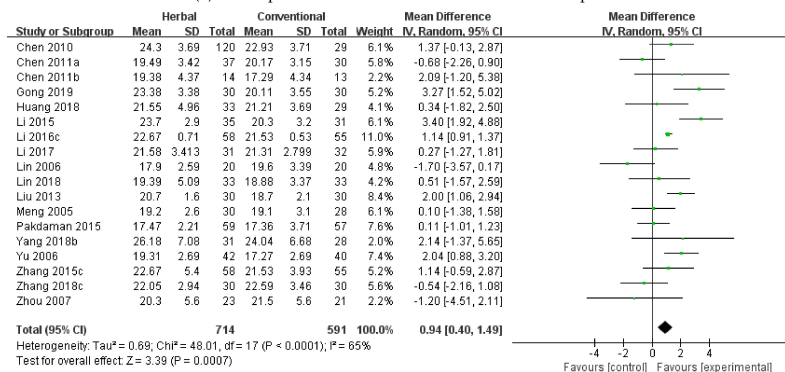 Herbal Conventional Mean Difference Mean Difference
Study or Subgroup Mean SD Total Mean SD Total Weight IV, Random, 95% CI IV, Random, 95% CI
Chen 2010 24.3 3.69 120 22.93 3.71 29 6.1% 1.37 [-0.13, 2.87]
Chen 2011a 19.49 3.42 37 20.17 3.15 30 5.8% -0.68 [-2.26, 0.90]
Chen 2011b 19.38 4.37 14 17.29 4.34 13 2.2% 2.09 [-1.20, 5.38]
Gong 2019 23.38 3.38 30 20.11 3.55 30 5.2% 3.27 [1.52, 5.02]
Huang 2018 21.55 4.96 33 21.21 3.69 29 4.1% 0.34 [-1.82, 2.50]
Li 2015 23.7 2.9 35 20.3 3.2 31 6.2% 3.40 [1.92, 4.88]
Li 2016c 22.67 0.71 58 21.53 0.53 55 11.0% 1.14 [0.91, 1.37]
Li 2017 21.58 3.413 31 21.31 2.799 32 5.9% 0.27 [-1.27, 1.81]
Lin 2006 17.9 2.59 20 19.6 3.39 20 4.9% -1.70 [-3.57, 0.17]
Lin 2018 19.39 5.09 33 18.88 3.37 33 4.3% 0.51 [-1.57, 2.59]
Liu 2013 20.7 1.6 30 18.7 2.1 30 8.5% 2.00 [1.06, 2.94]
Meng 2005 19.2 2.6 30 19.1 3.1 28 6.2% 0.10 [-1.38, 1.58]
Pakdaman 2015 17.47 2.21 59 17.36 3.71 57 7.6% 0.11 [-1.01, 1.23]
Yang 2018b 26.18 7.08 31 24.04 6.68 28 2.0% 2.14 [-1.37, 5.65]
Yu 2006 19.31 2.69 42 17.27 2.69 40 7.4% 2.04 [0.88, 3.20]
Zhang 2015c 22.67 5.4 58 21.53 3.93 55 5.3% 1.14 [-0.59, 2.87]
Zhang 2018c 22.05 2.94 30 22.59 3.46 30 5.6% -0.54 [-2.16, 1.08]
Zhou 2007 20.3 5.6 23 21.5 5.6 21 2.2% -1.20 [-4.51, 2.11]
Total (95% CI) 714 591 100.0% 0.94 [0.40, 1.49]
Heterogeneity: Tau² = 0.69; Chi² = 48.01, df = 17 (P < 0.0001); I² = 65%
Test for overall effect: Z = 3.39 (P = 0.0007)
-4 -2 0 2 4
Favours [control] Favours [experimental]